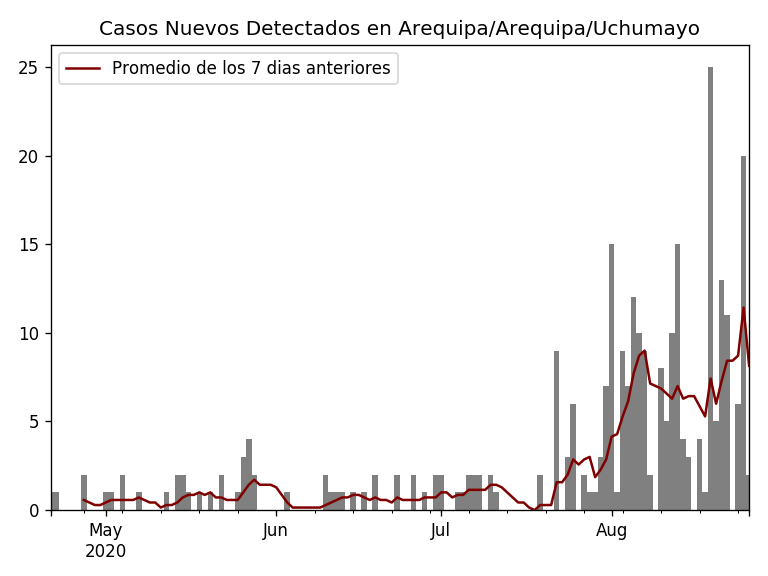 Casos Nuevos Detectados en Arequipa/Arequipa/Uchumayo
Promedio de los 7 dias anteriores
25
20
15
10
5
0
May
2020
Jun
Jul
Aug